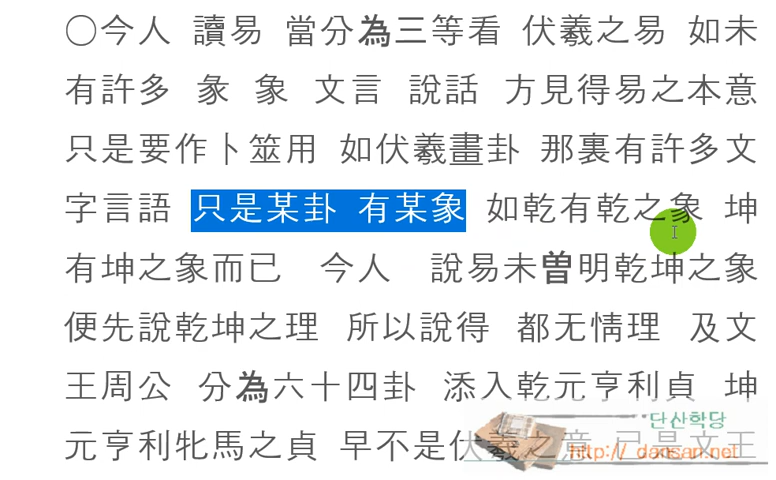 ○今人 讀易 當分為三等看 伏羲之易 如未
有許多 彖 象 文言 說話 方見得易之本意
只是要作卜筮用 如伏羲畫卦 那裏有許多文
字言語 只是某卦 有某象 如乾有乾之象 坤
有坤之象而已 今人 說易未曽明乾坤之象
便先說乾坤之理 所以說得 都无情理 及文
王周公 分為六十四卦 添入乾元亨利貞 坤
元亨利牝馬之貞 早不是伏羲之意 已是文王
단산학당
http://dansan.net